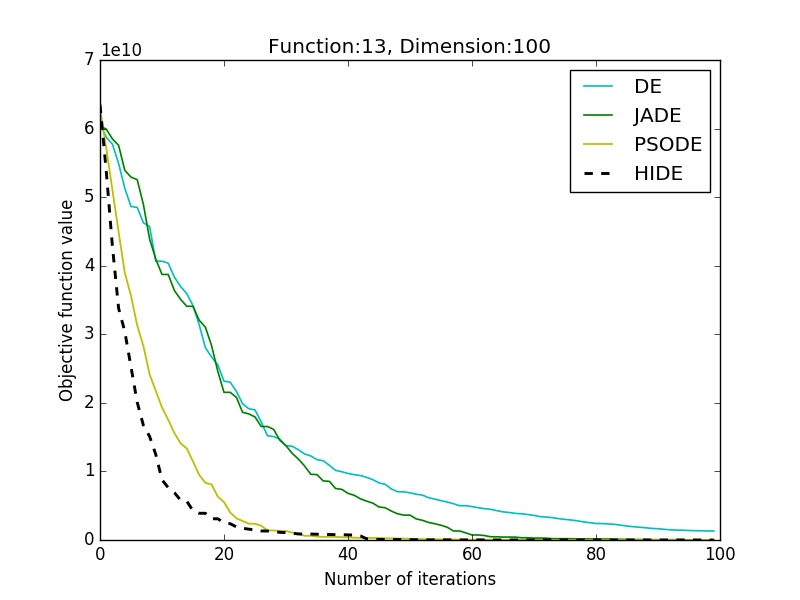 Function:13, Dimension:100
1e10
7
6
5
4
3
2
1
0
Objective function value
0
20
40
60
80
100
Number of iterations
DE
JADE
PSODE
HIDE